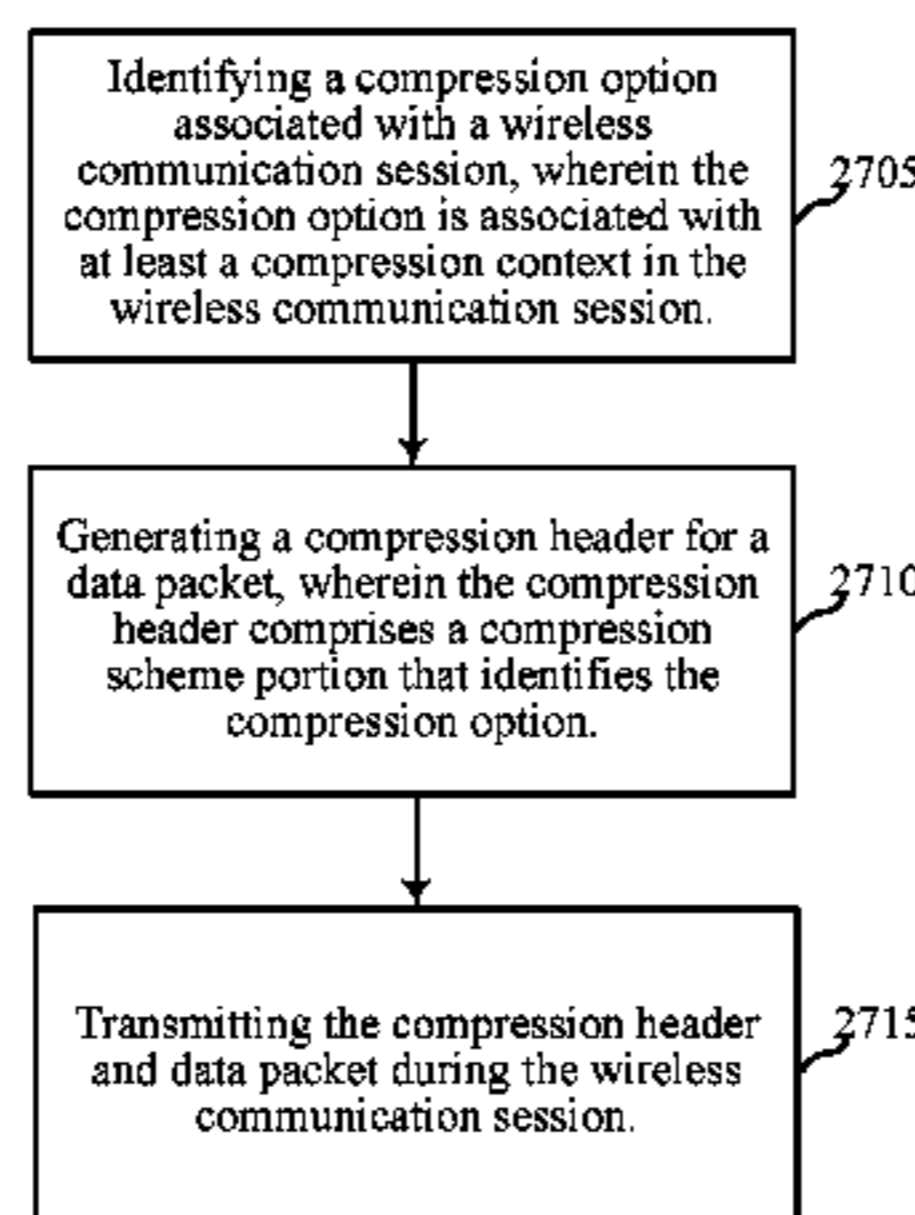 Identifying a compression option
associated with a wireless
communication session, wherein the
compression option is associated with
at least a compression context in the
wireless communication session.
2705
Generating a compression header for a
data packet, wherein the compression
header comprises a compression
scheme portion that identifies the
compression option.
2710
Transmitting the compression header
and data packet during the wireless
communication session.
2715